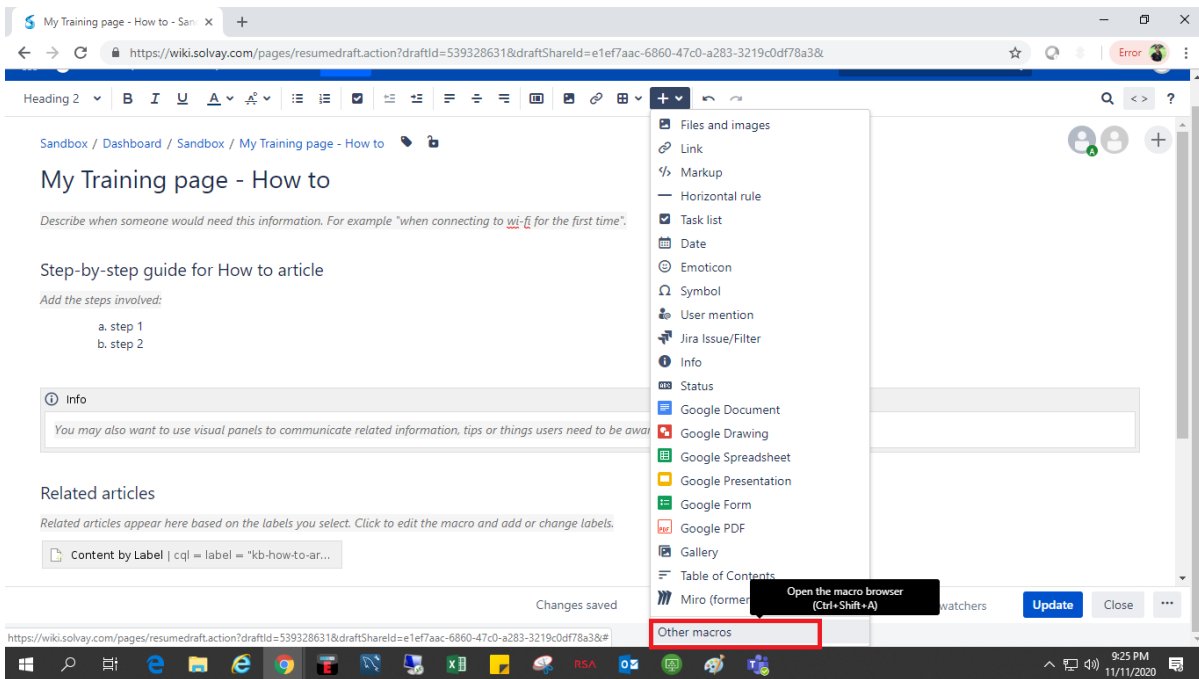 My Training page - How to - San
https://wiki.solvay.com/pages/resumedraft.action?draftId=539328631&draftShareId=e1ef7aac-6860-47c0-a283-3219c0df78a3&
Error
Heading 2 B I U A
< > ?
Sandbox / Dashboard / Sandbox / My Training page - How to
A
My Training page - How to
Describe when someone would need this information. For example "when connecting to wi-fi for the first time".
Step-by-step guide for How to article
Add the steps involved:
a. step 1
b. step 2
Info
You may also want to use visual panels to communicate related information, tips or things users need to be awar
Related articles
Related articles appear here based on the labels you select. Click to edit the macro and add or change labels.
Content by Label | cql = label = "kb-how-to-ar...
Files and images
Link
Markup
Horizontal rule
Task list
Date
Emoticon
Ω Symbol
User mention
Jira Issue/Filter
Info
Status
Google Document
Google Drawing
Google Spreadsheet
Google Presentation
Google Form
PDF Google PDF
Gallery
Table of Contents
Miro (former
Open the macro browser
(Ctrl+Shift+A)
Other macros
Changes saved
watchers
Update
Close
https://wiki.solvay.com/pages/resumedraft.action?draftId=539328631&draftShareId=e1ef7aac-6860-47c0-a283-3219c0df78a3&#
RSA
9:25 PM
11/11/2020